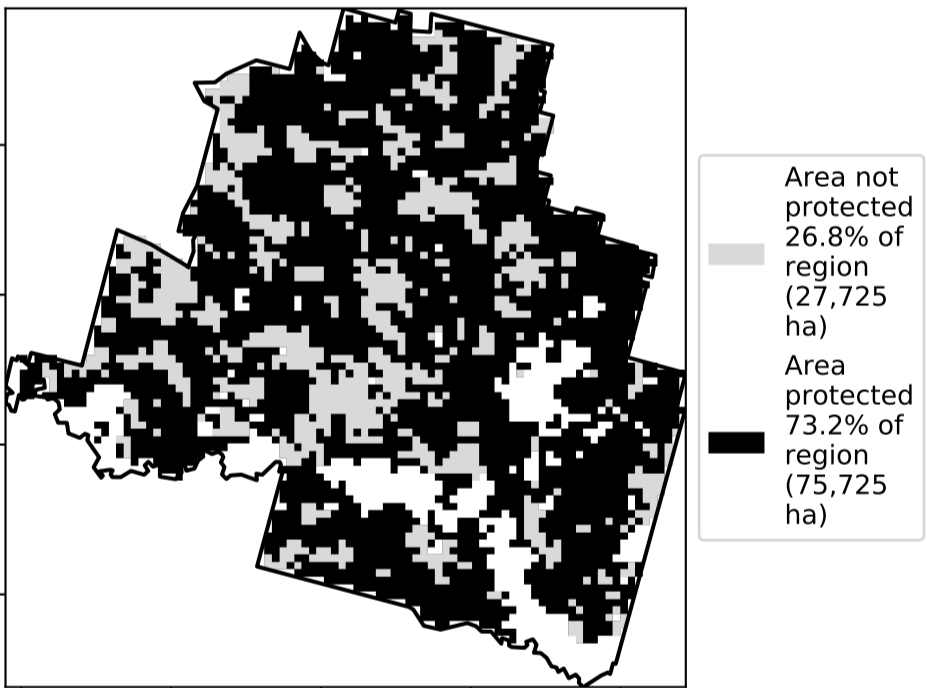 Area not
protected
26.8% of
region
(27,725
ha)
Area
protected
73.2% of
region
(75,725
ha)